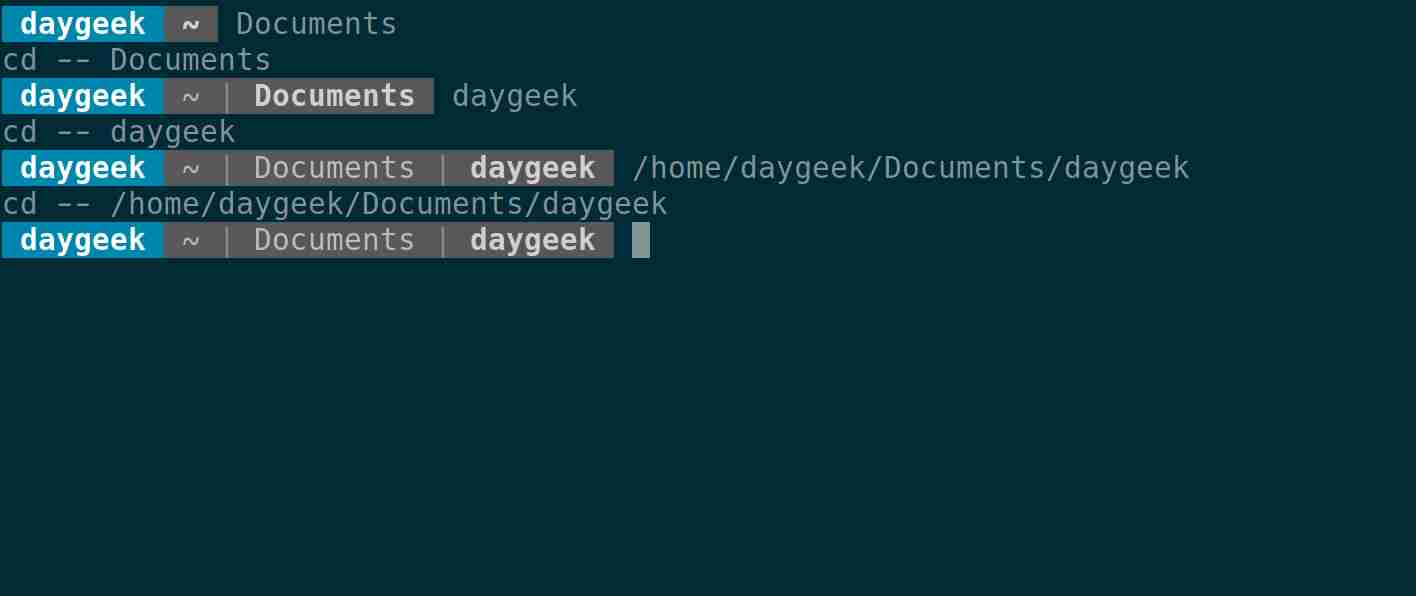 daygeek ~ Documents
cd -- Documents
daygeek ~ | Documents daygeek
cd -- daygeek
daygeek ~ | Documents | daygeek /home/daygeek/Documents/daygeek
cd -- /home/daygeek/Documents/daygeek
daygeek ~ | Documents | daygeek